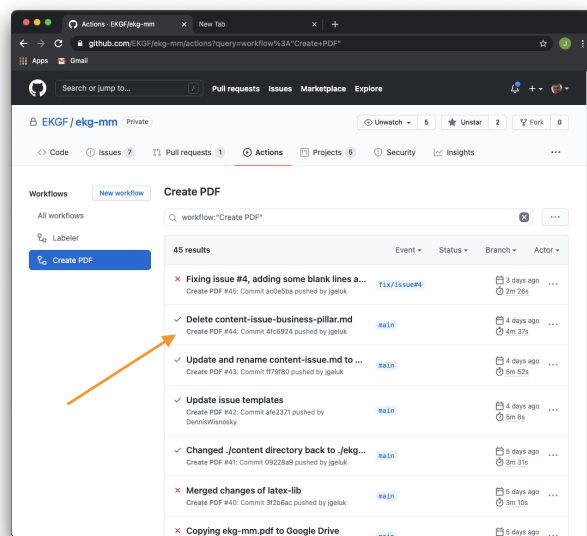 Actions · EKGF/ekg-mm
New Tab
github.com/EKGF/ekg-mm/actions?query=workflow%3A"Create+PDF"
J
Apps
Gmail
Search or jump to...
/
Pull requests Issues Marketplace Explore
EKGF / ekg-mm Private
Unwatch 5
Unstar 2
Fork 0
Code
Issues 7
Pull requests 1
Actions
Projects 5
Security
Insights
Workflows
New workflow
All workflows
Labeler
Create PDF
Create PDF
workflow:"Create PDF"
45 results
Event
Status
Branch
Actor
Fixing issue #4, adding some blank lines a...
Create PDF #45: Commit ac0e5ba pushed by jgeluk
fix/issue#4
3 days ago
2m 26s
Delete content-issue-business-pillar.md
Create PDF #44: Commit 4fc6924 pushed by jgeluk
main
4 days ago
4m 37s
Update and rename content-issue.md to ...
Create PDF #43: Commit ff79f80 pushed by jgeluk
main
4 days ago
5m 52s
Update issue templates
Create PDF #42: Commit afe2371 pushed by
DennisWisnosky
main
4 days ago
5m 8s
Changed ./content directory back to ./ekg...
Create PDF #41: Commit 09228a9 pushed by jgeluk
main
5 days ago
3m 31s
Merged changes of latex-lib
Create PDF #40: Commit 3f2b6ac pushed by jgeluk
main
5 days ago
3m 10s
Copying ekg-mm.pdf to Google Drive
main
5 days ago